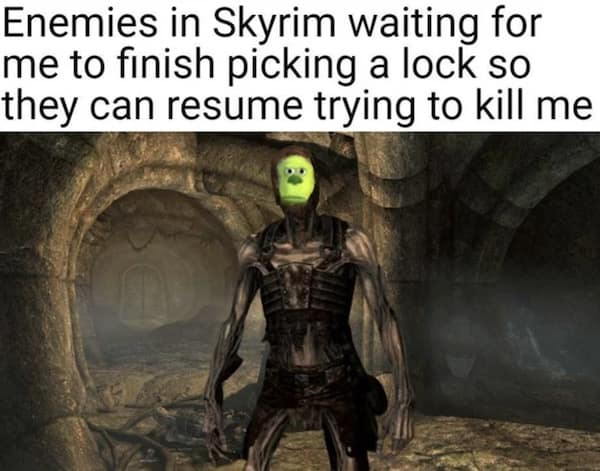 Enemies in Skyrim waiting for
me to finish picking a lock so
they can resume trying to kill me